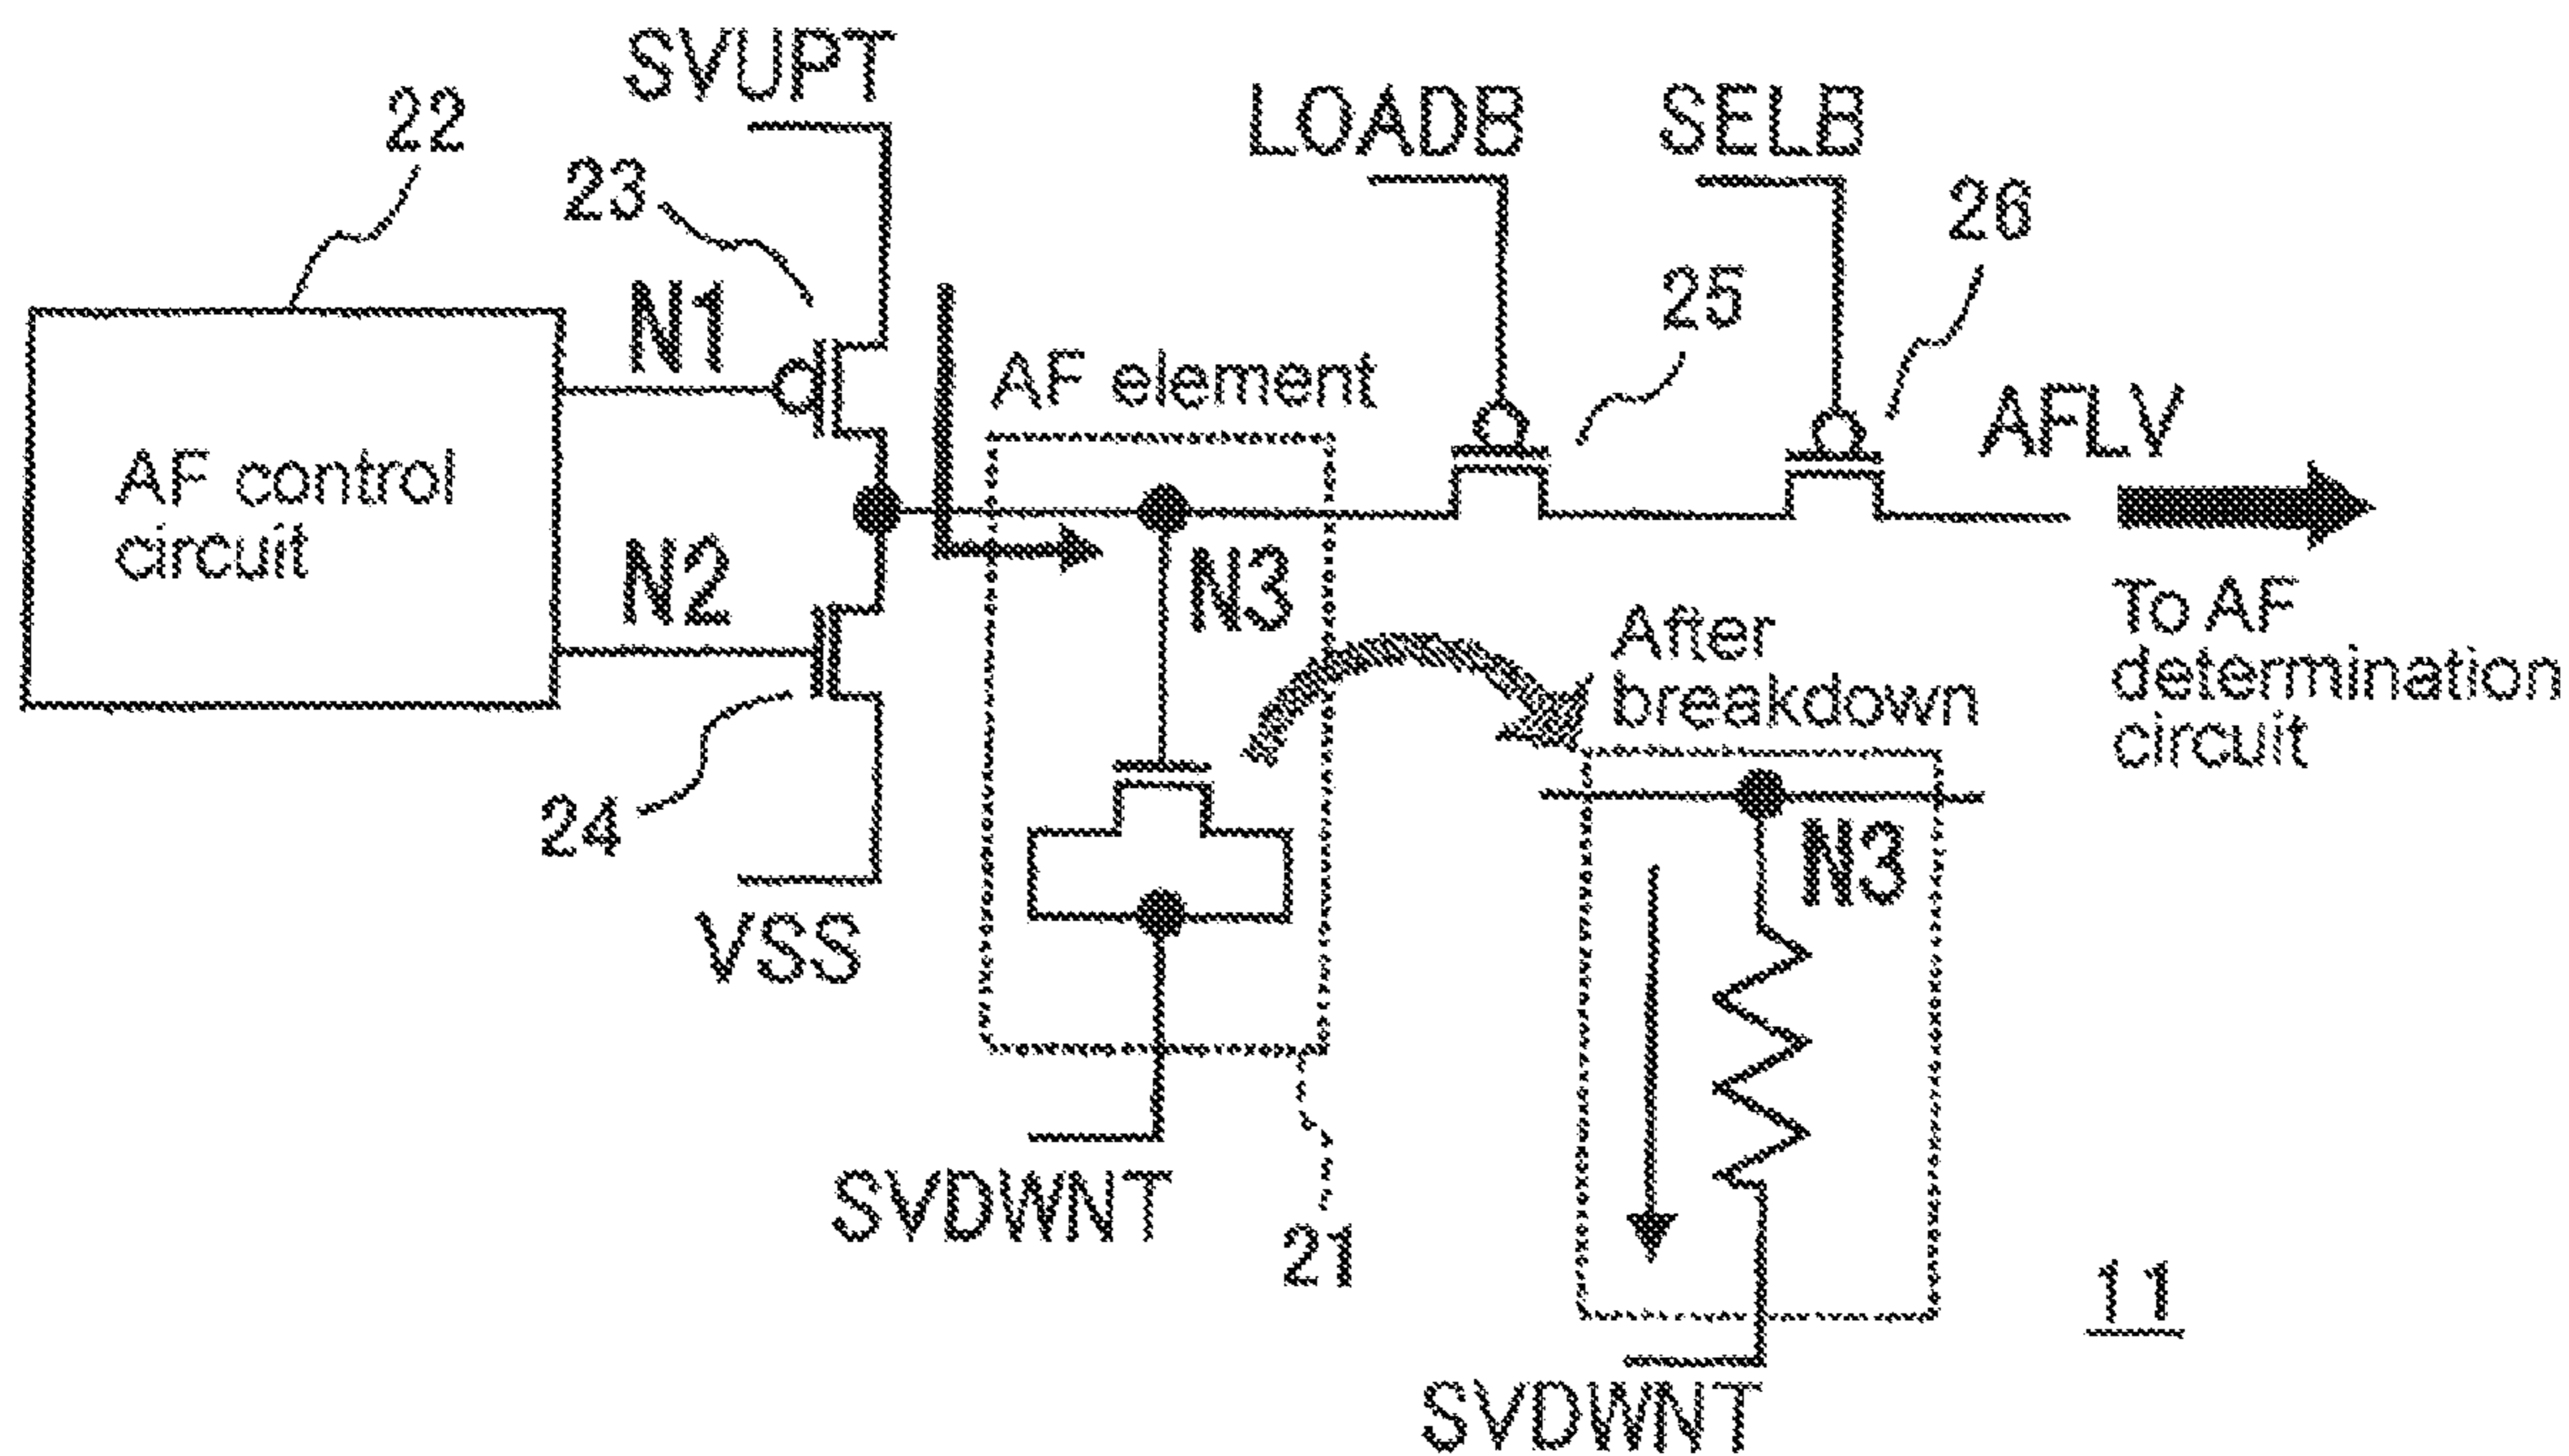 SVUPT
22
LOADB
SELB
23
26
N1
25
AF element
AFLV
AF control
circuit
N2
N3
To AF
determination
circuit
After
breakdown
24
N3
VSS
SVDWNT
21
11
SVDWNT